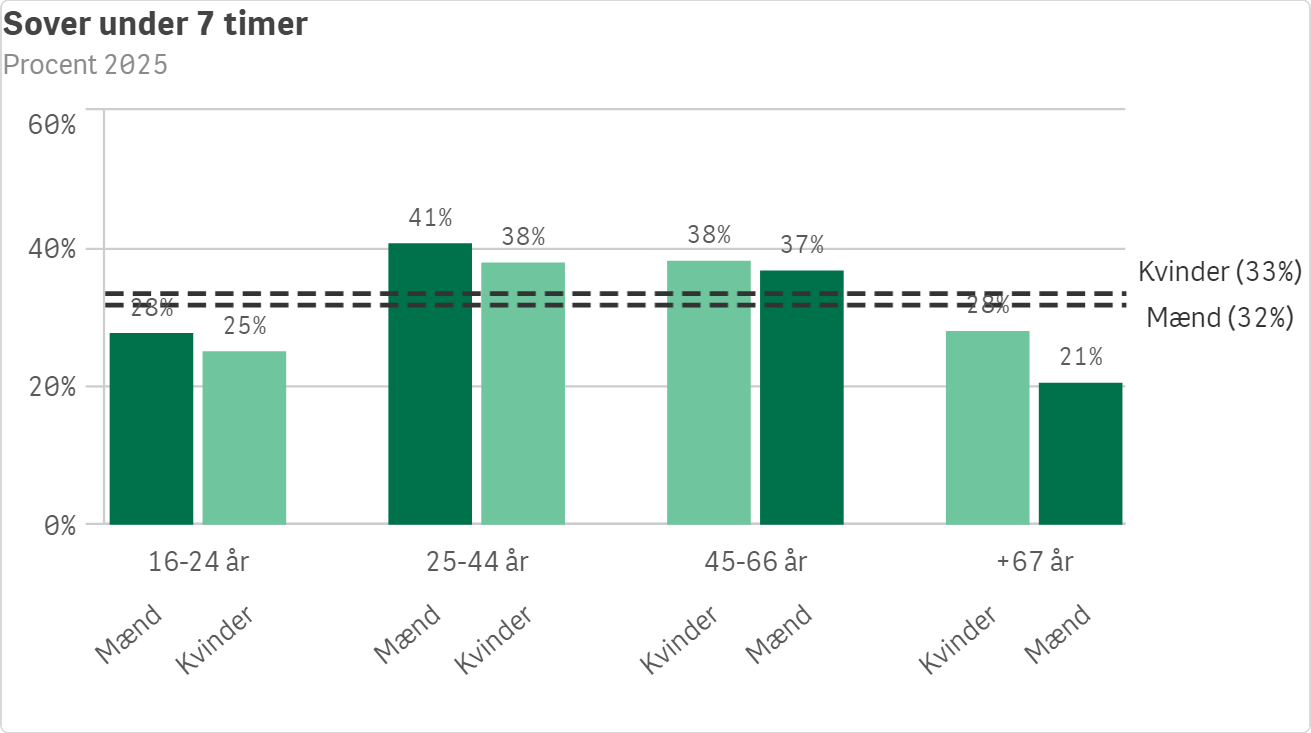 Sover under 7 timer
Procent 2025
60%
40%
20%
0%
28%
25%
41%
38%
38%
37%
28%
21%
Kvinder (33%)
Mænd (32%)
16-24 år
25-44 år
45-66 år
+67 år
Mænd
Kvinder
Mænd
Kvinder
Kvinder
Mænd
Kvinder
Mænd